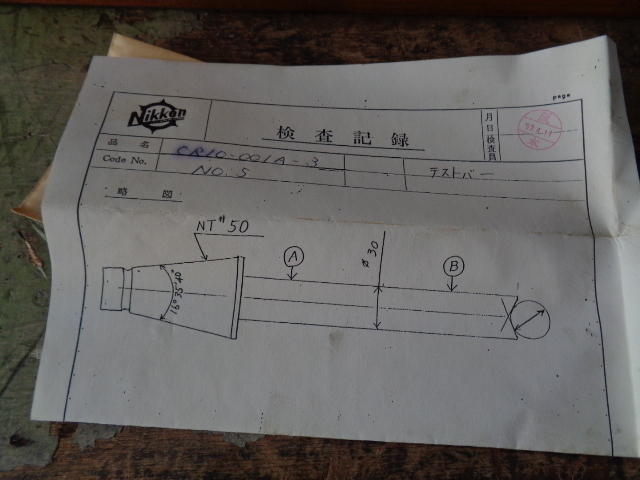 page
Nikken
検査記録
月日
検査員
品名
CR10-001A-3
テストバー
Code No.
NO. 5
略図
NT#50
ø30
A
B